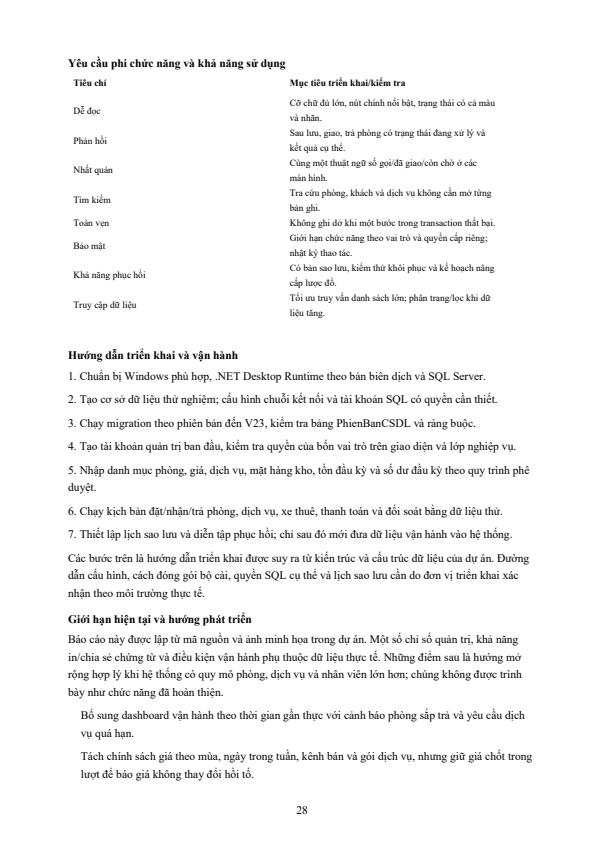 Yêu cầu phi chức năng và khả năng sử dụng
Tiêu chí Mục tiêu triển khai/kiểm tra
Dễ đọc Cỡ chữ đủ lớn, nút chính nổi bật, trạng thái có cả màu
và nhãn.
Phản hồi Sau lưu, giao, trả phòng có trạng thái đang xử lý và
kết quả cụ thể.
Nhất quán Cùng một thuật ngữ số gọi/đã giao/còn chờ ở các
màn hình.
Tìm kiếm Tra cứu phòng, khách và dịch vụ không cần mở từng
bản ghi.
Toàn vẹn Không ghi dở khi một bước trong transaction thất bại.
Bảo mật Giới hạn chức năng theo vai trò và quyền cấp riêng;
nhật ký thao tác.
Khả năng phục hồi Có bản sao lưu, kiểm thử khôi phục và kế hoạch nâng
cấp lược đồ.
Truy cập dữ liệu Tối ưu truy vấn danh sách lớn; phân trang/lọc khi dữ
liệu tăng.
Hướng dẫn triển khai và vận hành
1. Chuẩn bị Windows phù hợp, .NET Desktop Runtime theo bản biên dịch và SQL Server.
2. Tạo cơ sở dữ liệu thử nghiệm; cấu hình chuỗi kết nối và tài khoản SQL có quyền cần thiết.
3. Chạy migration theo phiên bản đến V23, kiểm tra bảng PhienBanCSDL và ràng buộc.
4. Tạo tài khoản quản trị ban đầu, kiểm tra quyền của bốn vai trò trên giao diện và lớp nghiệp vụ.
5. Nhập danh mục phòng, giá, dịch vụ, mặt hàng kho, tồn đầu kỳ và số dư đầu kỳ theo quy trình phê
duyệt.
6. Chạy kịch bản đặt/nhận/trả phòng, dịch vụ, xe thuê, thanh toán và đối soát bằng dữ liệu thử.
7. Thiết lập lịch sao lưu và diễn tập phục hồi; chỉ sau đó mới đưa dữ liệu vận hành vào hệ thống.
Các bước trên là hướng dẫn triển khai được suy ra từ kiến trúc và cấu trúc dữ liệu của dự án. Đường
dẫn cấu hình, cách đóng gói bộ cài, quyền SQL cụ thể và lịch sao lưu cần do đơn vị triển khai xác
nhận theo môi trường thực tế.
Giới hạn hiện tại và hướng phát triển
Báo cáo này được lập từ mã nguồn và ảnh minh họa trong dự án. Một số chỉ số quản trị, khả năng
in/chia sẻ chứng từ và điều kiện vận hành phụ thuộc dữ liệu thực tế. Những điểm sau là hướng mở
rộng hợp lý khi hệ thống có quy mô phòng, dịch vụ và nhân viên lớn hơn; chúng không được trình
bày như chức năng đã hoàn thiện.
Bổ sung dashboard vận hành theo thời gian gần thực với cảnh báo phòng sắp trả và yêu cầu dịch
vụ quá hạn.
Tách chính sách giá theo mùa, ngày trong tuần, kênh bán và gói dịch vụ, nhưng giữ giá chốt trong
lượt để báo giá không thay đổi hồi tố.
28